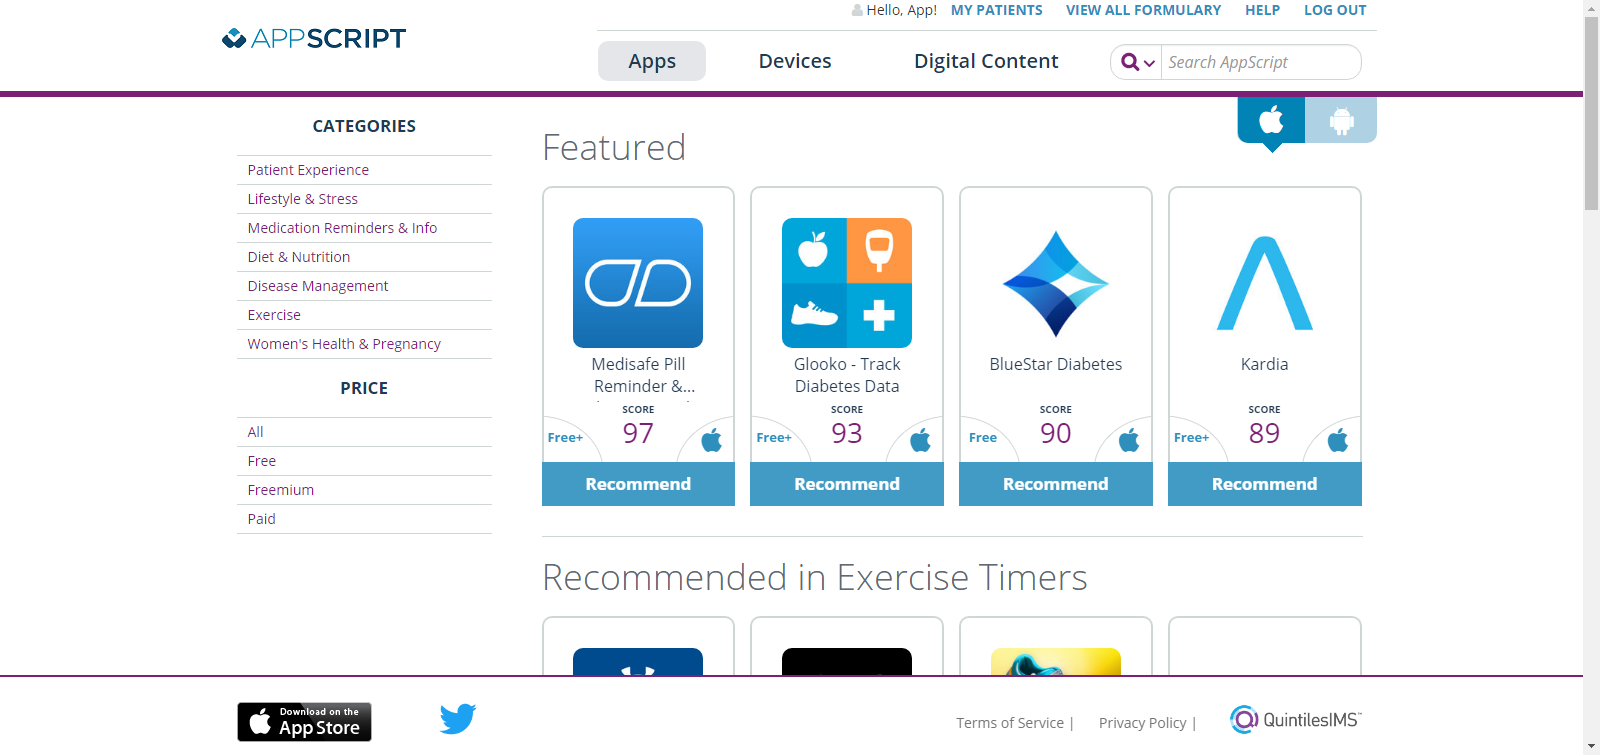 Hello, App! MY PATIENTS VIEW ALL FORMULARY HELP LOG OUT
APPSCRIPT
Apps Devices Digital Content Search AppScript
CATEGORIES
Patient Experience
Lifestyle & Stress
Medication Reminders & Info
Diet & Nutrition
Disease Management
Exercise
Women's Health & Pregnancy
PRICE
All
Free
Freemium
Paid
Featured
Medisafe Pill
Reminder &...
SCORE
Free+ 97
Recommend
Glooko - Track
Diabetes Data
SCORE
Free+ 93
Recommend
BlueStar Diabetes
SCORE
Free 90
Recommend
Kardia
SCORE
Free+ 89
Recommend
Recommended in Exercise Timers
Download on the
App Store
Terms of Service | Privacy Policy |
QuintilesIMS™